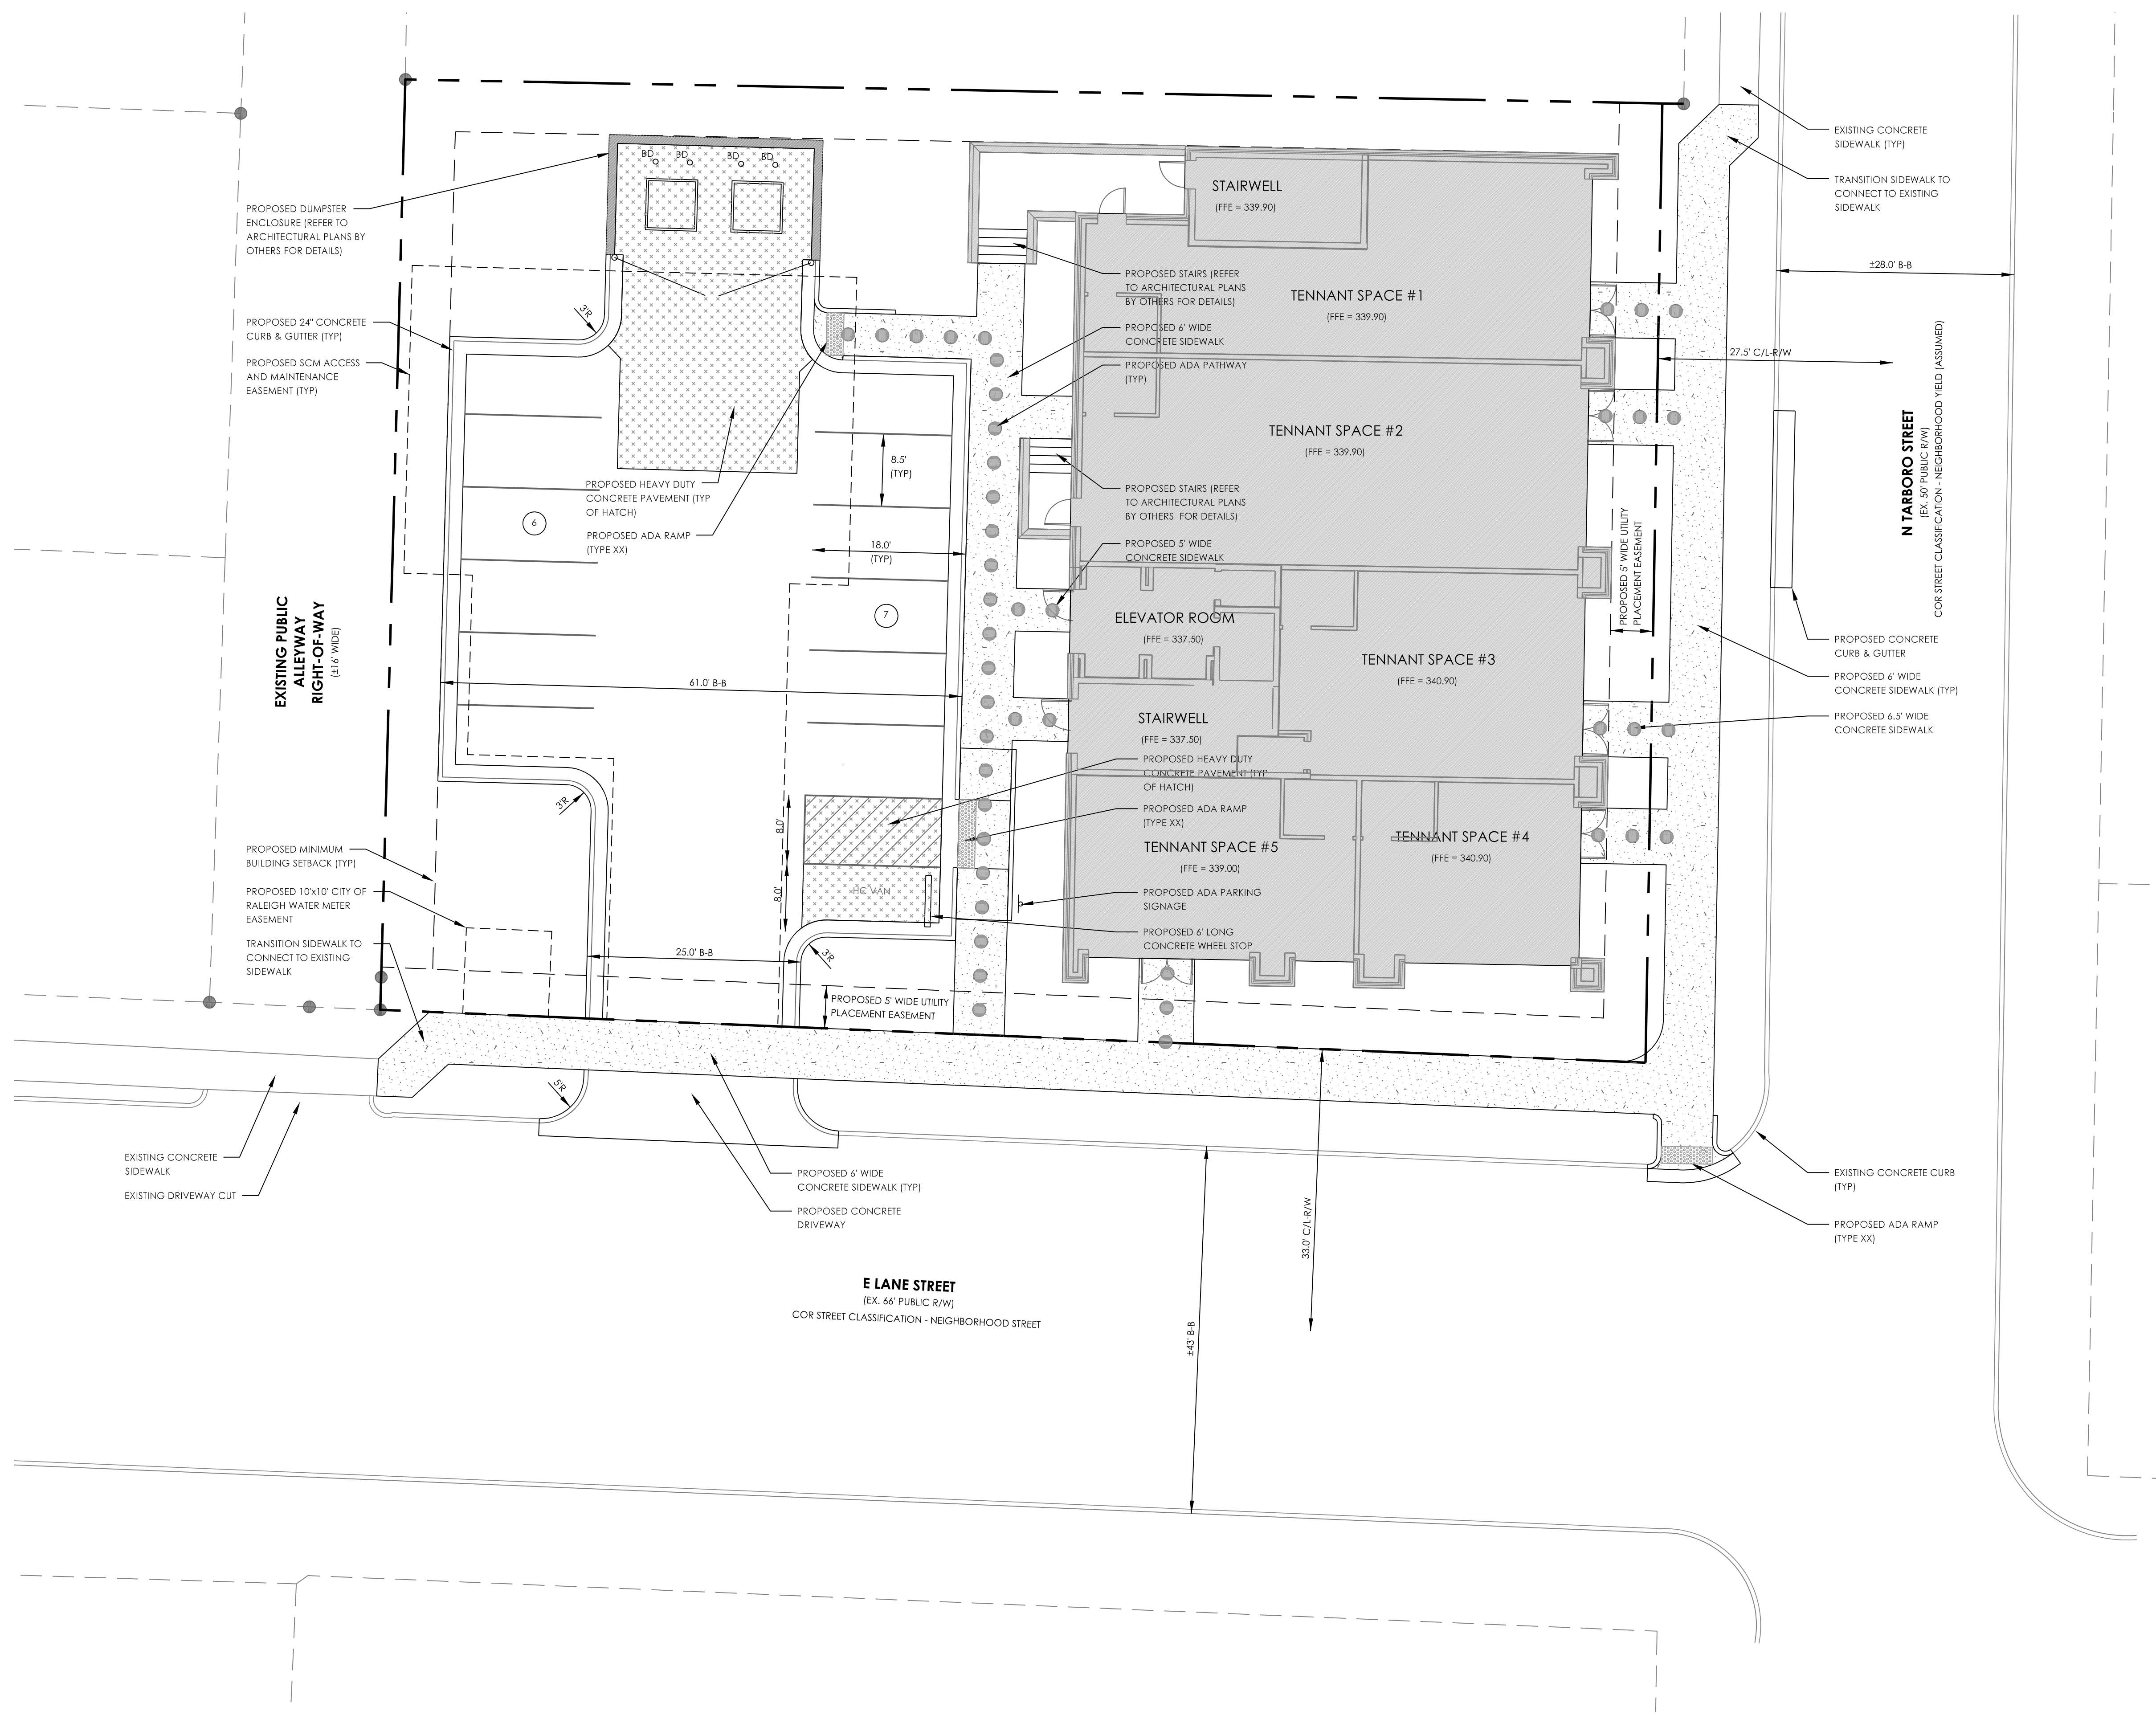 EXISTING CONCRETE
SIDEWALK (TYP)
TRANSITION SIDEWALK TO
CONNECT TO EXISTING
SIDEWALK
BD
BD
BD
BD
PROPOSED DUMPSTER
ENCLOSURE (REFER TO
ARCHITECTURAL PLANS BY
OTHERS FOR DETAILS)
STAIRWELL
(FFE = 339.90)
±28.0' B-B
PROPOSED STAIRS (REFER
TO ARCHITECTURAL PLANS
BY OTHERS FOR DETAILS)
TENNANT SPACE #1
(FFE = 339.90)
3'R
PROPOSED 24" CONCRETE
CURB & GUTTER (TYP)
PROPOSED 6' WIDE
CONCRETE SIDEWALK
27.5' C/L-R/W
PROPOSED SCM ACCESS
AND MAINTENANCE
EASEMENT (TYP)
PROPOSED ADA PATHWAY
(TYP)
TENNANT SPACE #2
(FFE = 339.90)
N TARBORO STREET
(EX. 50' PUBLIC R/W)
COR STREET CLASSIFICATION - NEIGHBORHOOD YIELD (ASSUMED)
8.5'
(TYP)
PROPOSED HEAVY DUTY
CONCRETE PAVEMENT (TYP
OF HATCH)
PROPOSED STAIRS (REFER
TO ARCHITECTURAL PLANS
BY OTHERS  FOR DETAILS)
6
PROPOSED ADA RAMP
(TYPE XX)
18.0'
(TYP)
PROPOSED 5' WIDE
CONCRETE SIDEWALK
PROPOSED 5' WIDE UTILITY
PLACEMENT EASEMENT
7
ELEVATOR ROOM
(FFE = 337.50)
EXISTING PUBLIC
ALLEYWAY
RIGHT-OF-WAY
(±16' WIDE)
TENNANT SPACE #3
(FFE = 340.90)
PROPOSED CONCRETE
CURB & GUTTER
61.0' B-B
PROPOSED 6' WIDE
CONCRETE SIDEWALK (TYP)
STAIRWELL
(FFE = 337.50)
PROPOSED 6.5' WIDE
CONCRETE SIDEWALK
PROPOSED HEAVY DUTY
CONCRETE PAVEMENT (TYP
OF HATCH)
3'R
8.0'
PROPOSED ADA RAMP
(TYPE XX)
TENNANT SPACE #5
(FFE = 339.00)
TENNANT SPACE #4
(FFE = 340.90)
PROPOSED MINIMUM
BUILDING SETBACK (TYP)
8.0'
HC VAN
PROPOSED ADA PARKING
SIGNAGE
PROPOSED 10'x10' CITY OF
RALEIGH WATER METER
EASEMENT
PROPOSED 6' LONG
CONCRETE WHEEL STOP
TRANSITION SIDEWALK TO
CONNECT TO EXISTING
SIDEWALK
25.0' B-B
3'R
PROPOSED 5' WIDE UTILITY
PLACEMENT EASEMENT
5'R
EXISTING CONCRETE
SIDEWALK
EXISTING DRIVEWAY CUT
PROPOSED 6' WIDE
CONCRETE SIDEWALK (TYP)
PROPOSED CONCRETE
DRIVEWAY
33.0' C/L-R/W
EXISTING CONCRETE CURB
(TYP)
PROPOSED ADA RAMP
(TYPE XX)
E LANE STREET
(EX. 66' PUBLIC R/W)
COR STREET CLASSIFICATION - NEIGHBORHOOD STREET
±43' B-B